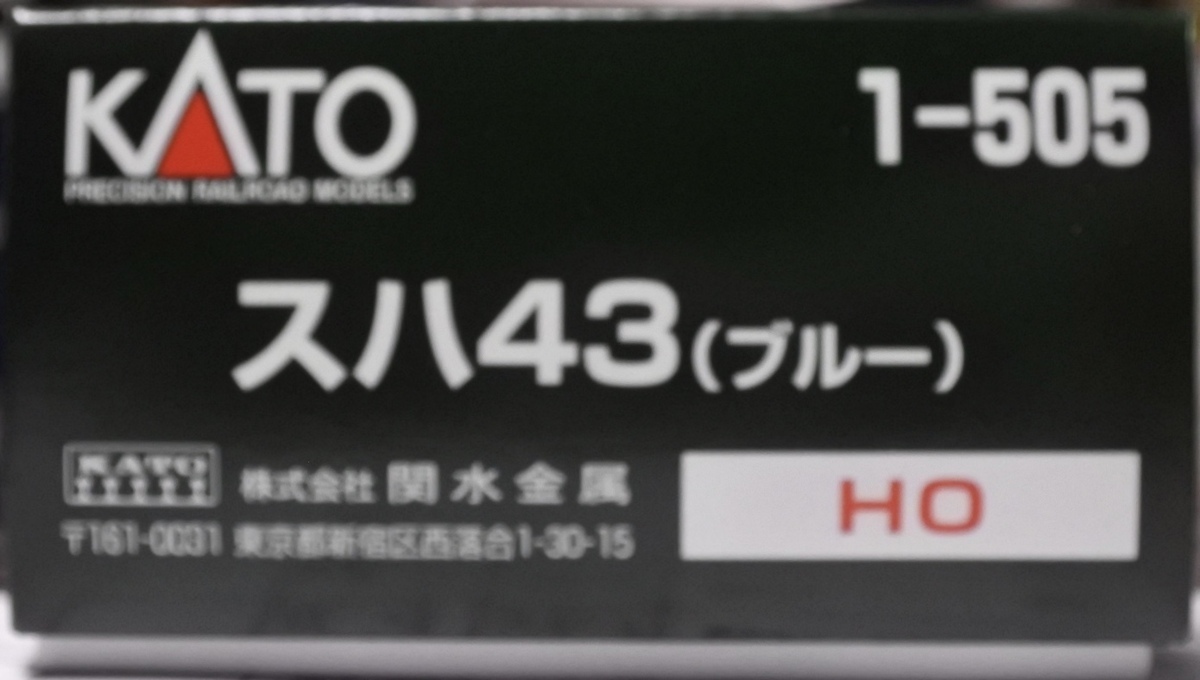 KATO
PRECISION RAILROAD MODELS
1-505
スハ43(ブルー)
KATO
株式会社 関水金属
〒161-0031 東京都新宿区西落合1-30-15
HO